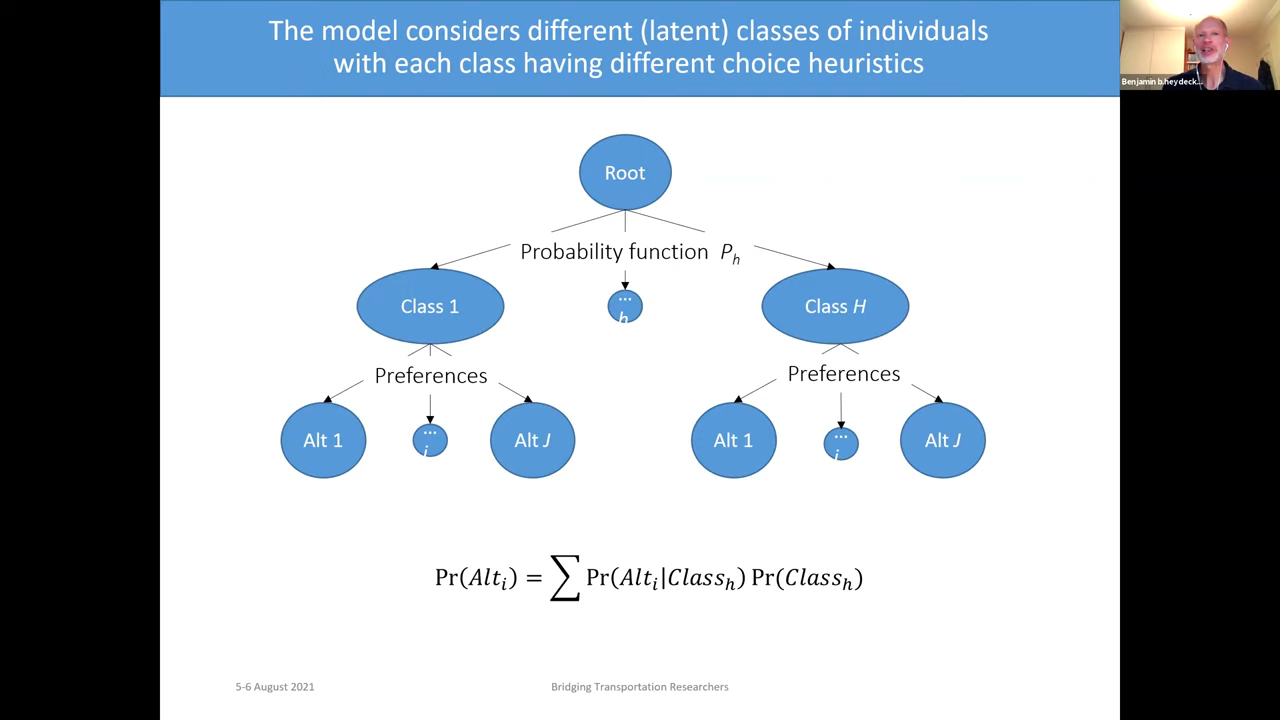 The model considers different (latent) classes of individuals
with each class having different choice heuristics
Benjamin b.heydeck...
Root
Probability function P_h
Class 1
... h
Class H
Preferences
Preferences
Alt 1
... i
Alt J
Alt 1
... i
Alt J
Pr(Alt_i) = ∑ Pr(Alt_i|Class_h) Pr(Class_h)
5-6 August 2021
Bridging Transportation Researchers